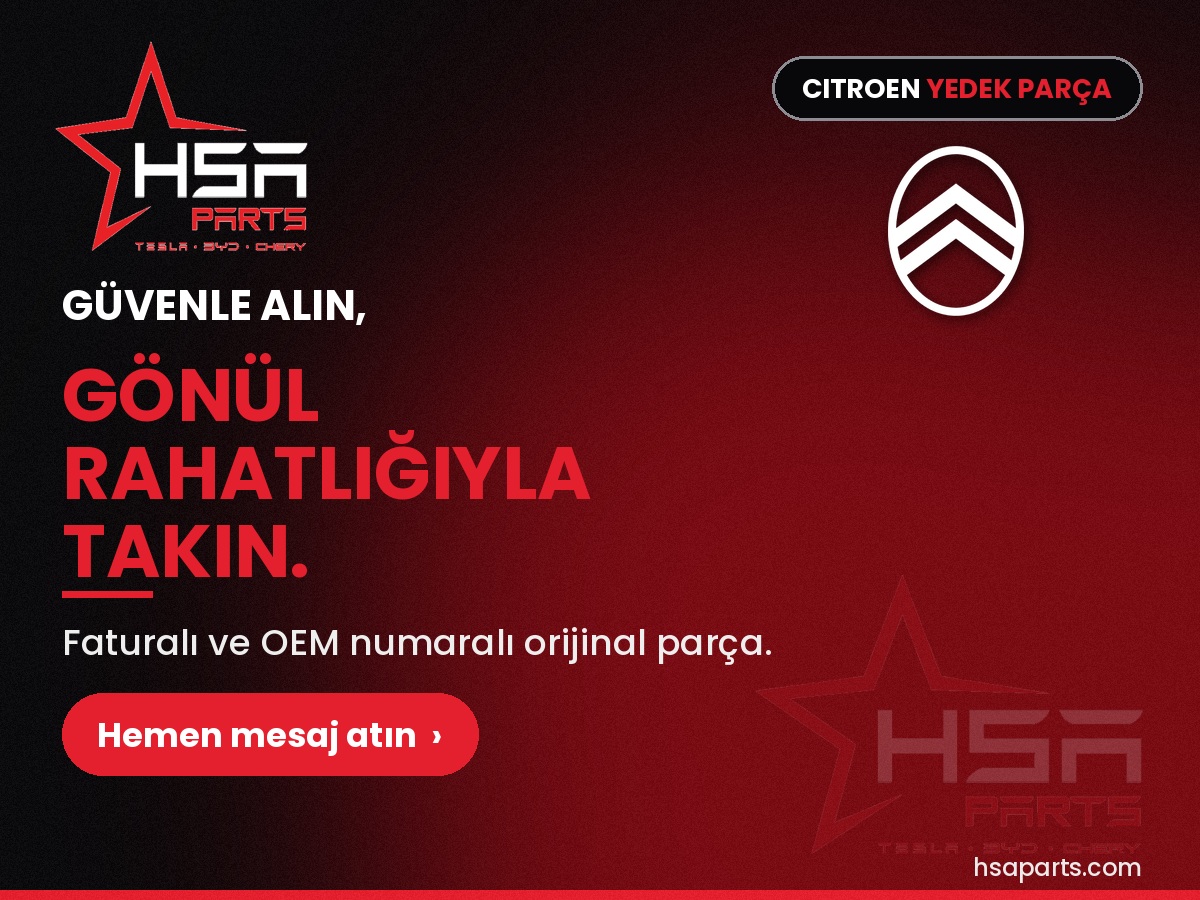 HSA
PARTS
TESLA • BYD • CHERY
CITROEN YEDEK PARÇA
GÜVENLE ALIN,
GÖNÜL
RAHATLIĞIYLA
TAKIN.
Faturalı ve OEM numaralı orijinal parça.
Hemen mesaj atın ›
HSA
PARTS
TESLA • BYD • CHERY
hsaparts.com